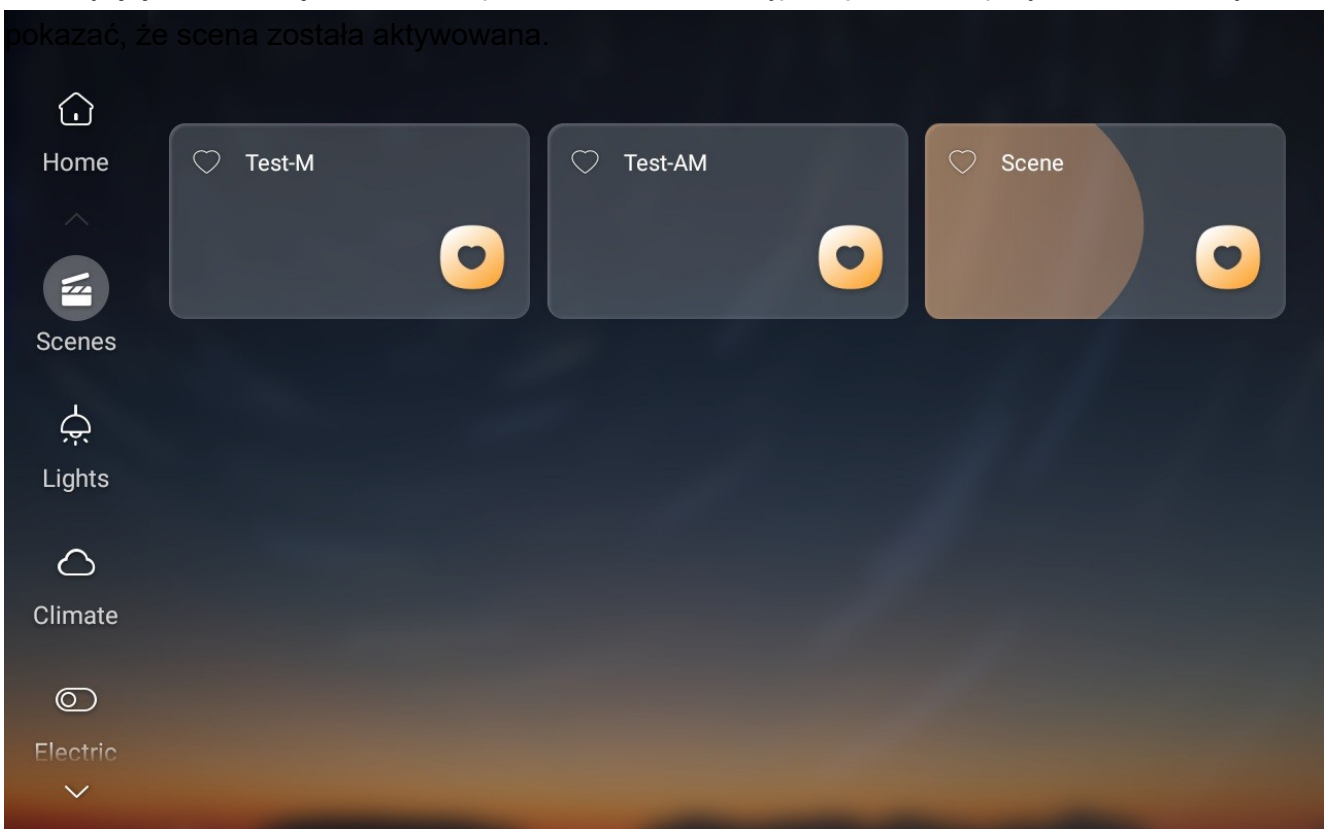 pokazać, że scena została aktywowana.
Home
Test-M
Test-AM
Scene
Scenes
Lights
Climate
Electric